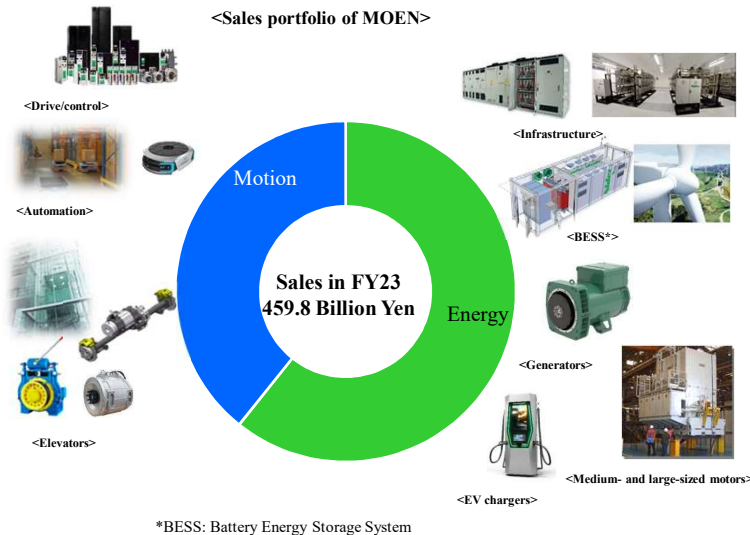 <Sales portfolio of MOEN>
<Drive/control>
<Automation>
<Elevators>
Motion
Sales in FY23
459.8 Billion Yen
Energy
<Infrastructure>
<BESS*>
<Generators>
<EV chargers>
<Medium- and large-sized motors>
*BESS: Battery Energy Storage System